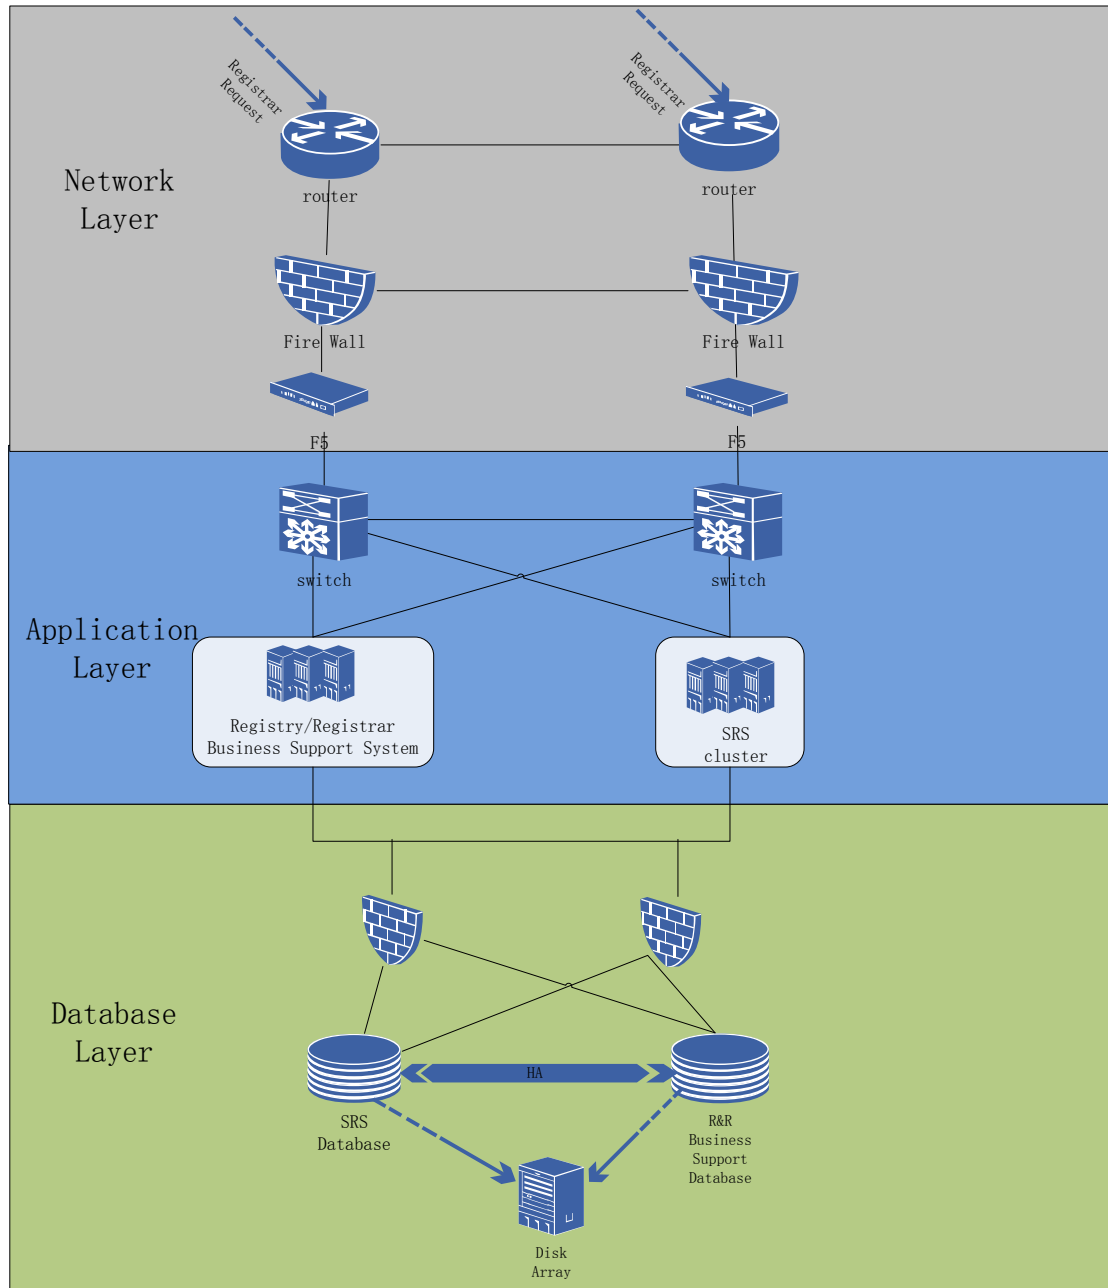 Registrar
Request
Registrar
Request
router
router
Network
Layer
Fire Wall
Fire Wall
F5
F5
switch
switch
Application
Layer
Registry/Registrar
Business Support System
SRS
cluster
Database
Layer
HA
SRS
Database
R&R
Business
Support
Database
Disk
Array